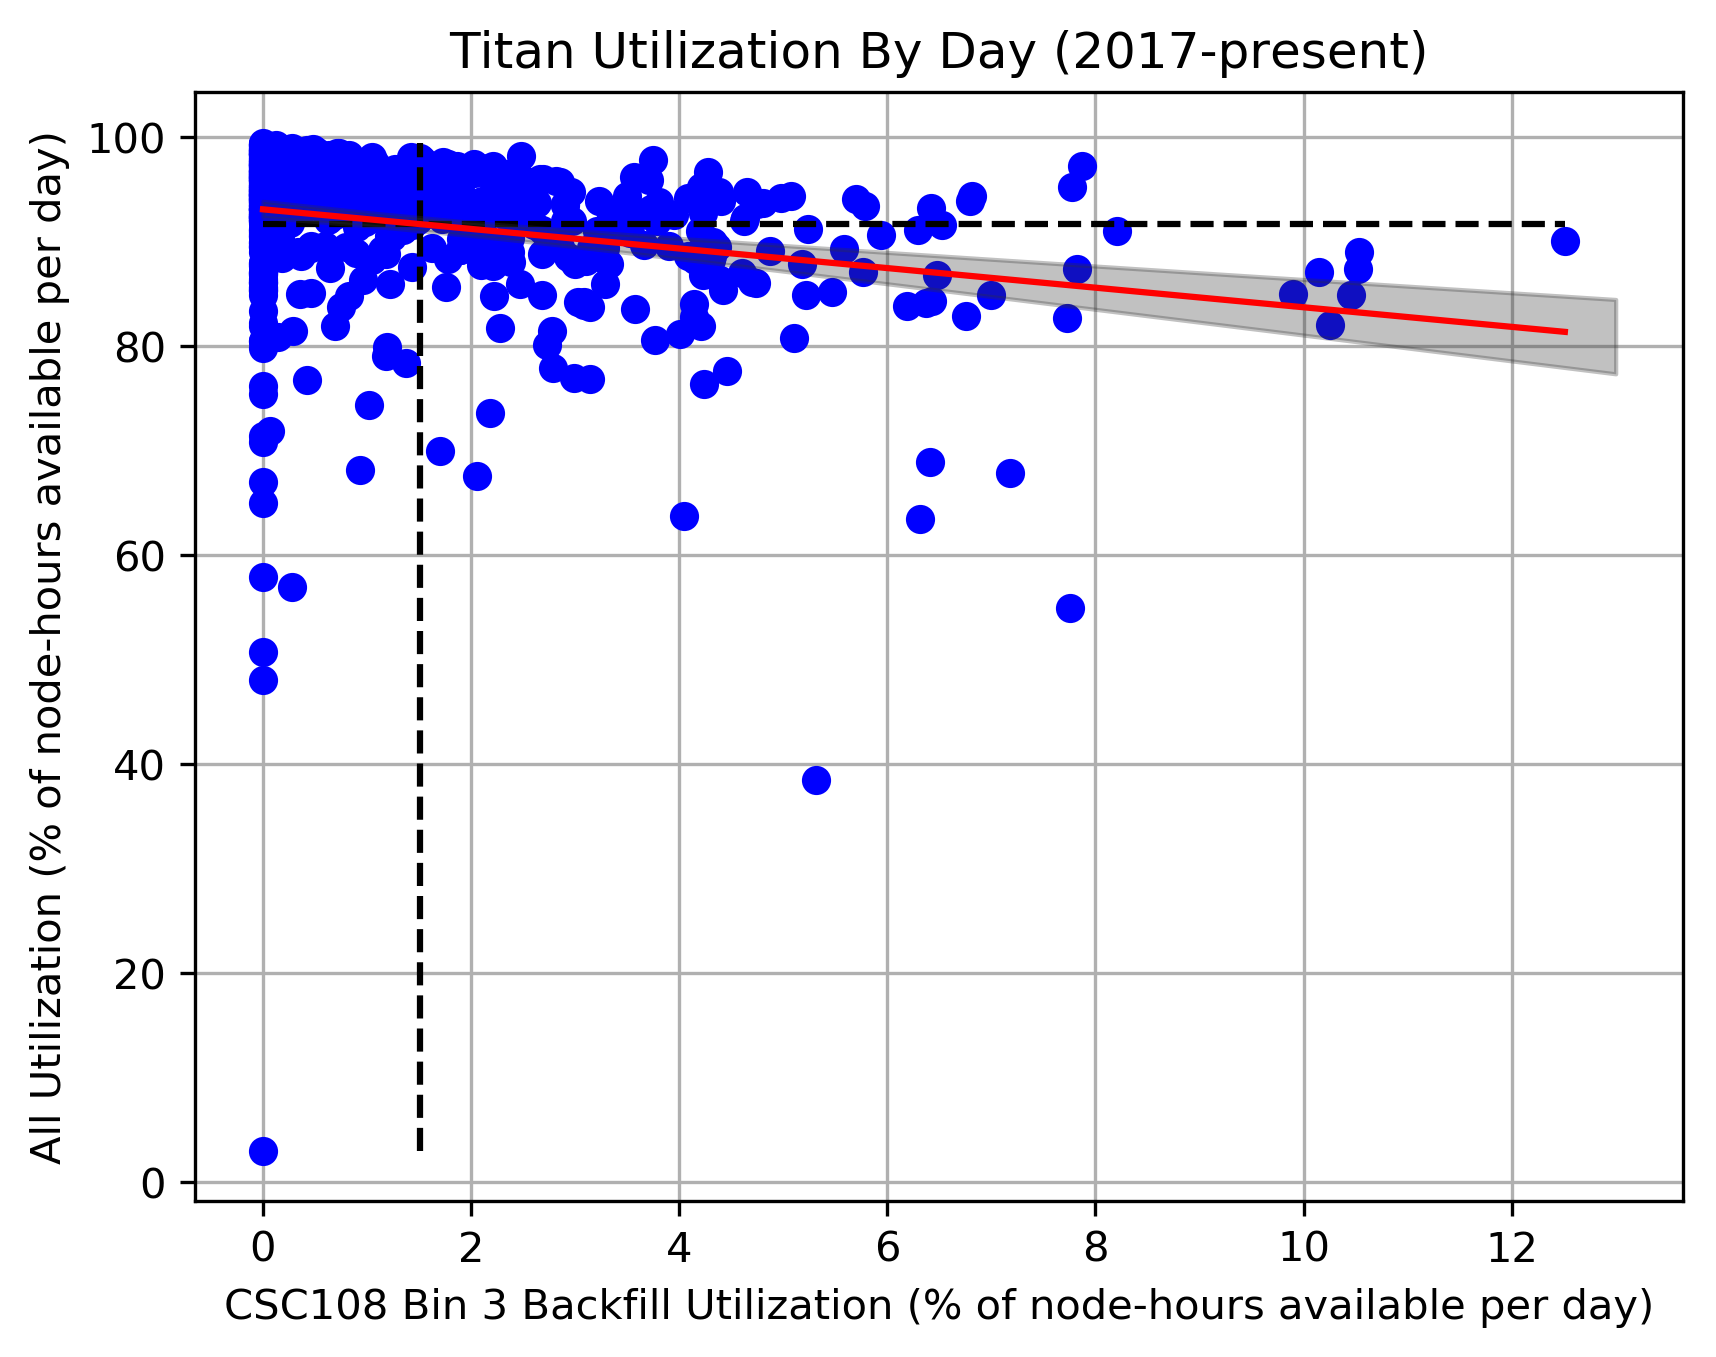 Titan Utilization By Day (2017-present)
All Utilization (% of node-hours available per day)
100
80
60
40
20
0
0 2 4 6 8 10 12
CSC108 Bin 3 Backfill Utilization (% of node-hours available per day)